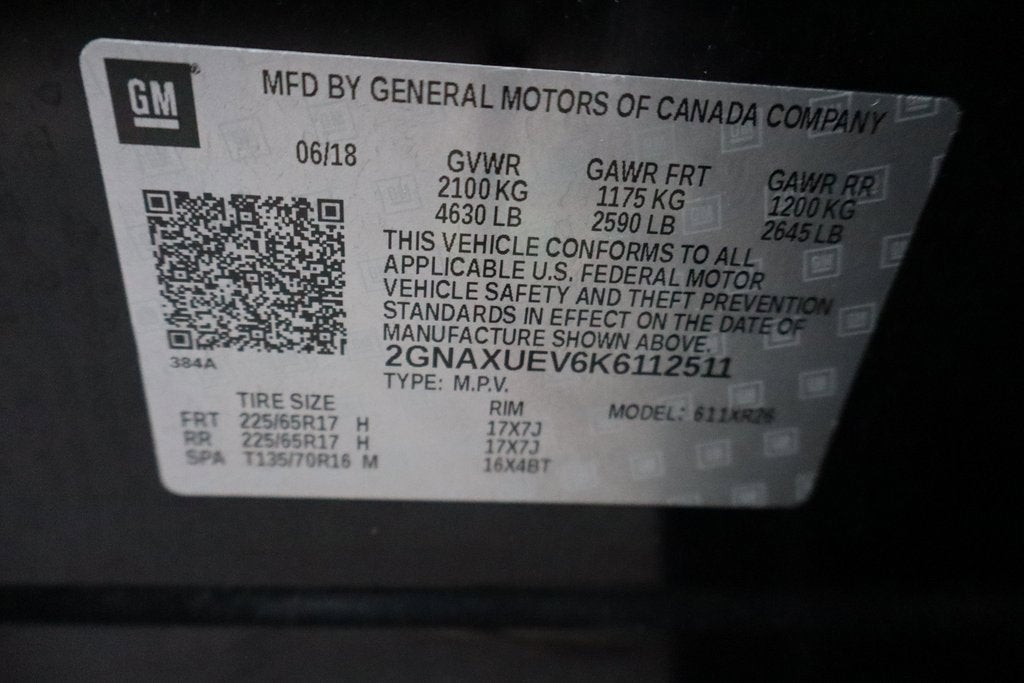 GM
MFD BY GENERAL MOTORS OF CANADA COMPANY
06/18
GVWR GAWR FRT GAWR RR
2100 KG 1175 KG 1200 KG
4630 LB 2590 LB 2645 LB
THIS VEHICLE CONFORMS TO ALL
APPLICABLE U.S. FEDERAL MOTOR
VEHICLE SAFETY AND THEFT PREVENTION
STANDARDS IN EFFECT ON THE DATE OF
MANUFACTURE SHOWN ABOVE.
2GNAXUEV6K6112511
384A
TYPE: M.P.V.
TIRE SIZE RIM MODEL: 611XR26
FRT 225/65R17 H 17X7J
RR 225/65R17 H 17X7J
SPA T135/70R16 M 16X4BT